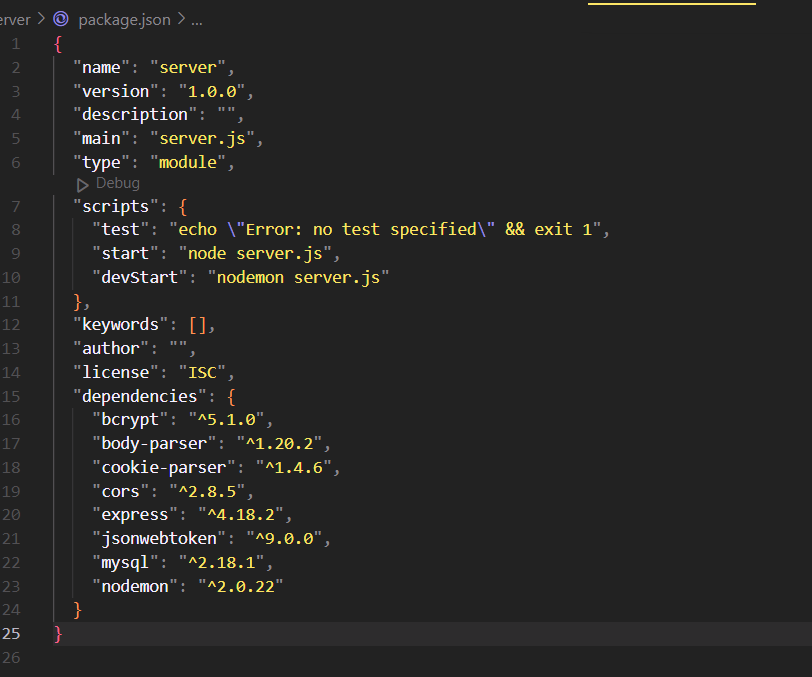 erver > package.json > ...
1 {
2 "name": "server",
3 "version": "1.0.0",
4 "description": "",
5 "main": "server.js",
6 "type": "module",
Debug
7 "scripts": {
8 "test": "echo \"Error: no test specified\" && exit 1",
9 "start": "node server.js",
10 "devStart": "nodemon server.js"
11 },
12 "keywords": [],
13 "author": "",
14 "license": "ISC",
15 "dependencies": {
16 "bcrypt": "^5.1.0",
17 "body-parser": "^1.20.2",
18 "cookie-parser": "^1.4.6",
19 "cors": "^2.8.5",
20 "express": "^4.18.2",
21 "jsonwebtoken": "^9.0.0",
22 "mysql": "^2.18.1",
23 "nodemon": "^2.0.22"
24 }
25 }
26